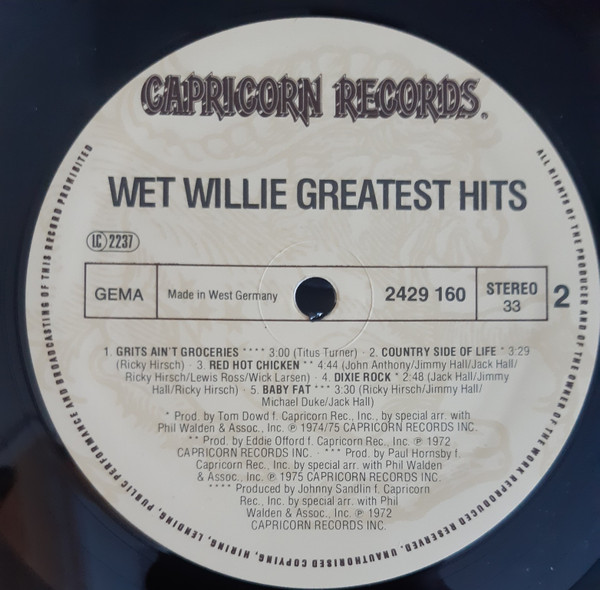 CAPRICORN RECORDS®
WET WILLIE GREATEST HITS
LC 2237
GEMA
Made in West Germany
2429 160
STEREO
33
2
1. GRITS AIN'T GROCERIES **** 3:00 (Titus Turner) - 2. COUNTRY SIDE OF LIFE * 3:29
(Ricky Hirsch) - 3. RED HOT CHICKEN ** 4:44 (John Anthony/Jimmy Hall/Jack Hall/
Ricky Hirsch/Lewis Ross/Wick Larsen) - 4. DIXIE ROCK * 2:48 (Jack Hall/Jimmy
Hall/Ricky Hirsch) - 5. BABY FAT *** 3:30 (Ricky Hirsch/Jimmy Hall/
Michael Duke/Jack Hall)
* Prod. by Tom Dowd f. Capricorn Rec., Inc., by special arr. with
Phil Walden & Assoc., Inc. ℗ 1974/75 CAPRICORN RECORDS INC.
** Prod. by Eddie Offord f. Capricorn Rec., Inc. ℗ 1972
CAPRICORN RECORDS INC. - *** Prod. by Paul Hornsby f.
Capricorn Rec., Inc. by special arr. with Phil Walden
& Assoc., Inc. ℗ 1975 CAPRICORN RECORDS INC.
**** Produced by Johnny Sandlin f. Capricorn
Rec., Inc. by special arr. with Phil
Walden & Assoc., Inc. ℗ 1972
CAPRICORN RECORDS INC.
ALL RIGHTS OF THE PRODUCER AND OF THE OWNER OF THE WORK REPRODUCED RESERVED. UNAUTHORISED COPYING, HIRING, LENDING, PUBLIC PERFORMANCE AND BROADCASTING OF THIS RECORD PROHIBITED